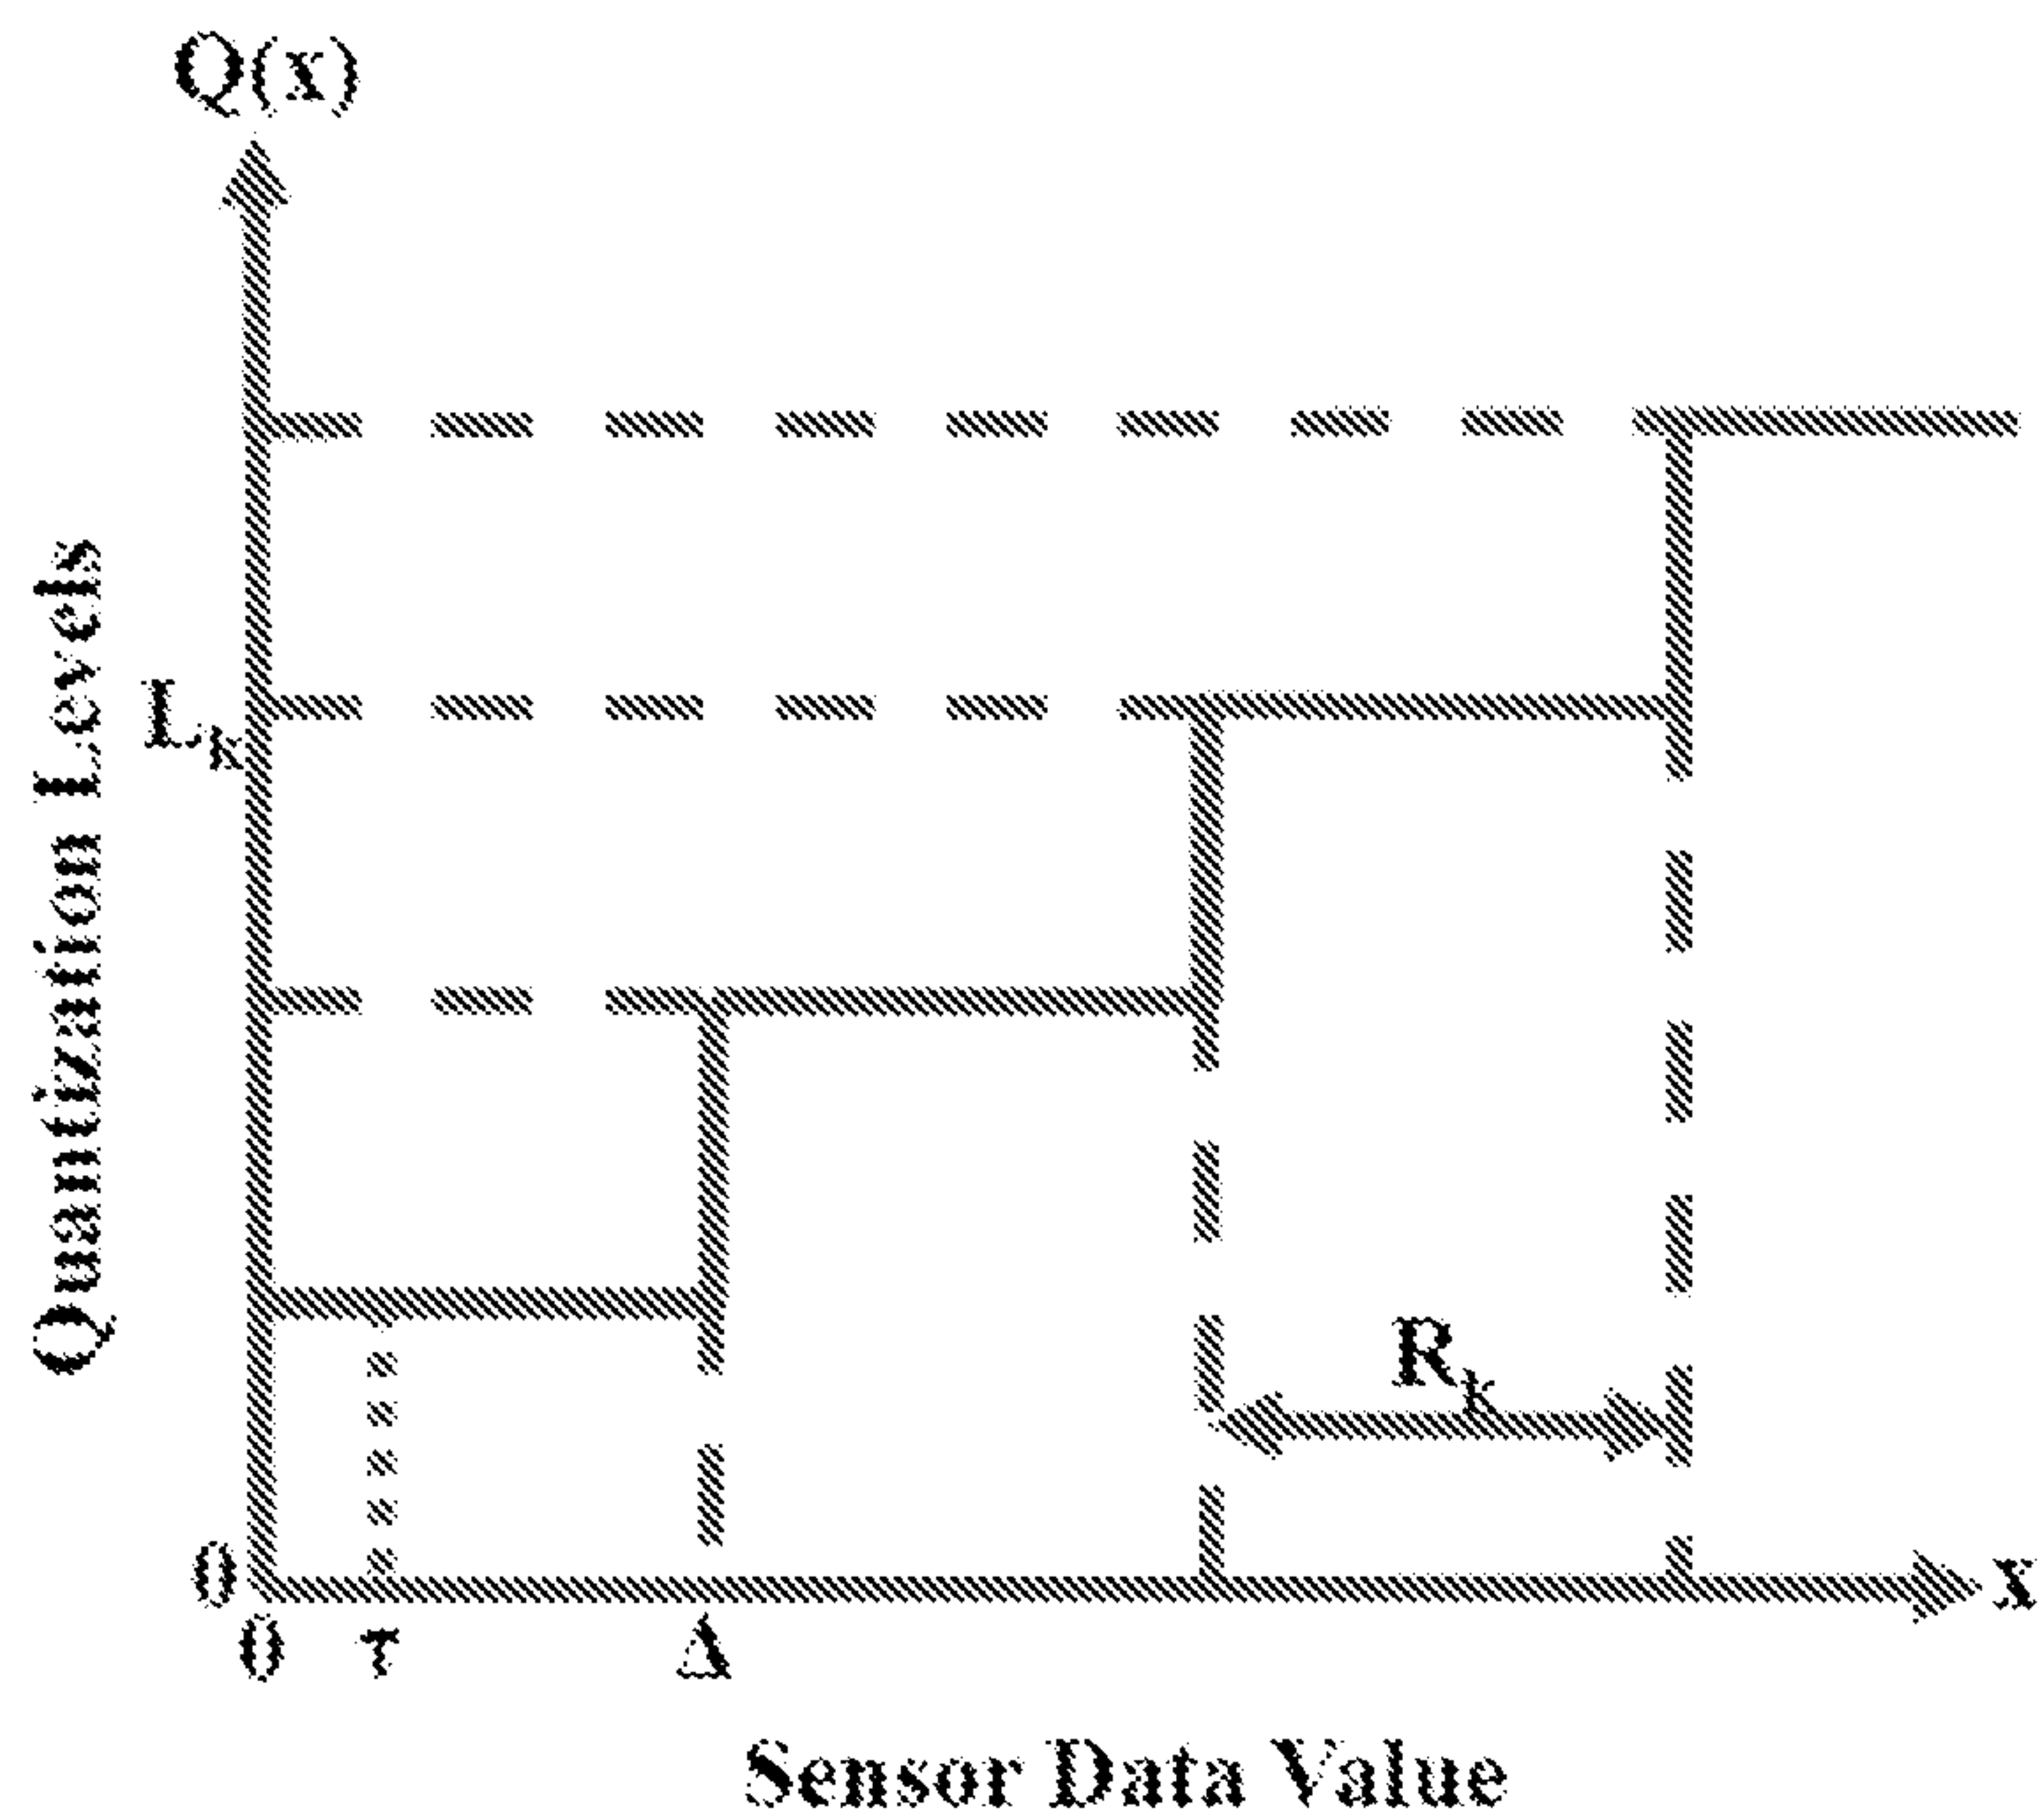 Q(x)
Quantization Levels
L_k
R_k
0
x
0 τ Δ
Sensor Data Value